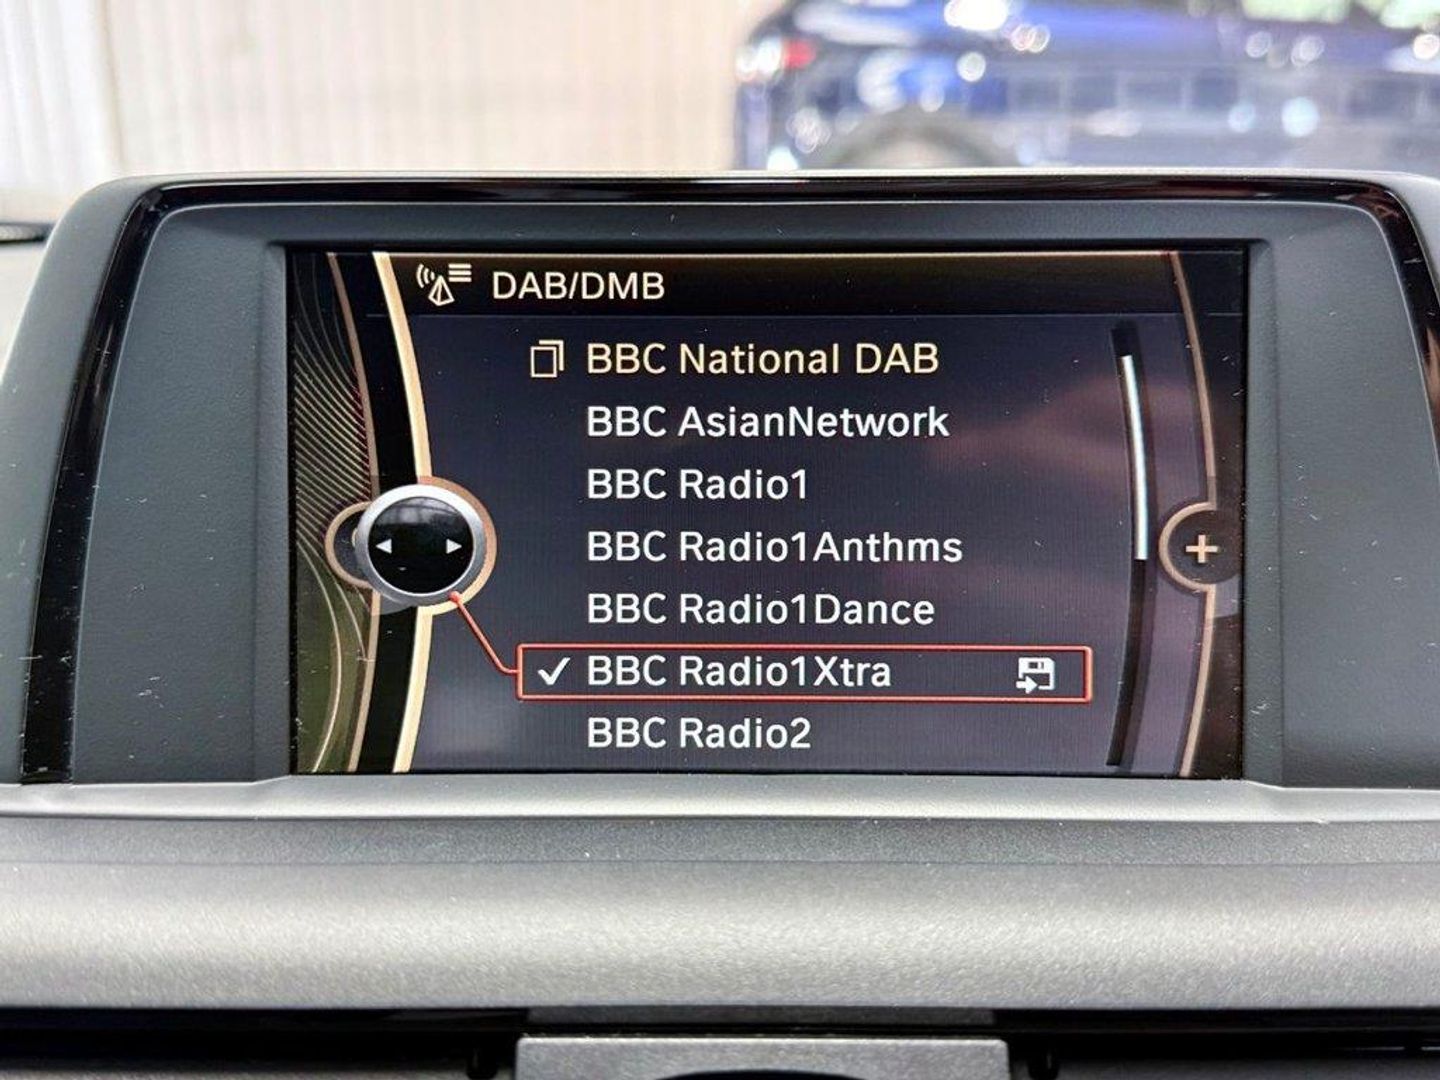 DAB/DMB
BBC National DAB
BBC AsianNetwork
BBC Radio1
BBC Radio1Anthms
BBC Radio1Dance
BBC Radio1Xtra
BBC Radio2